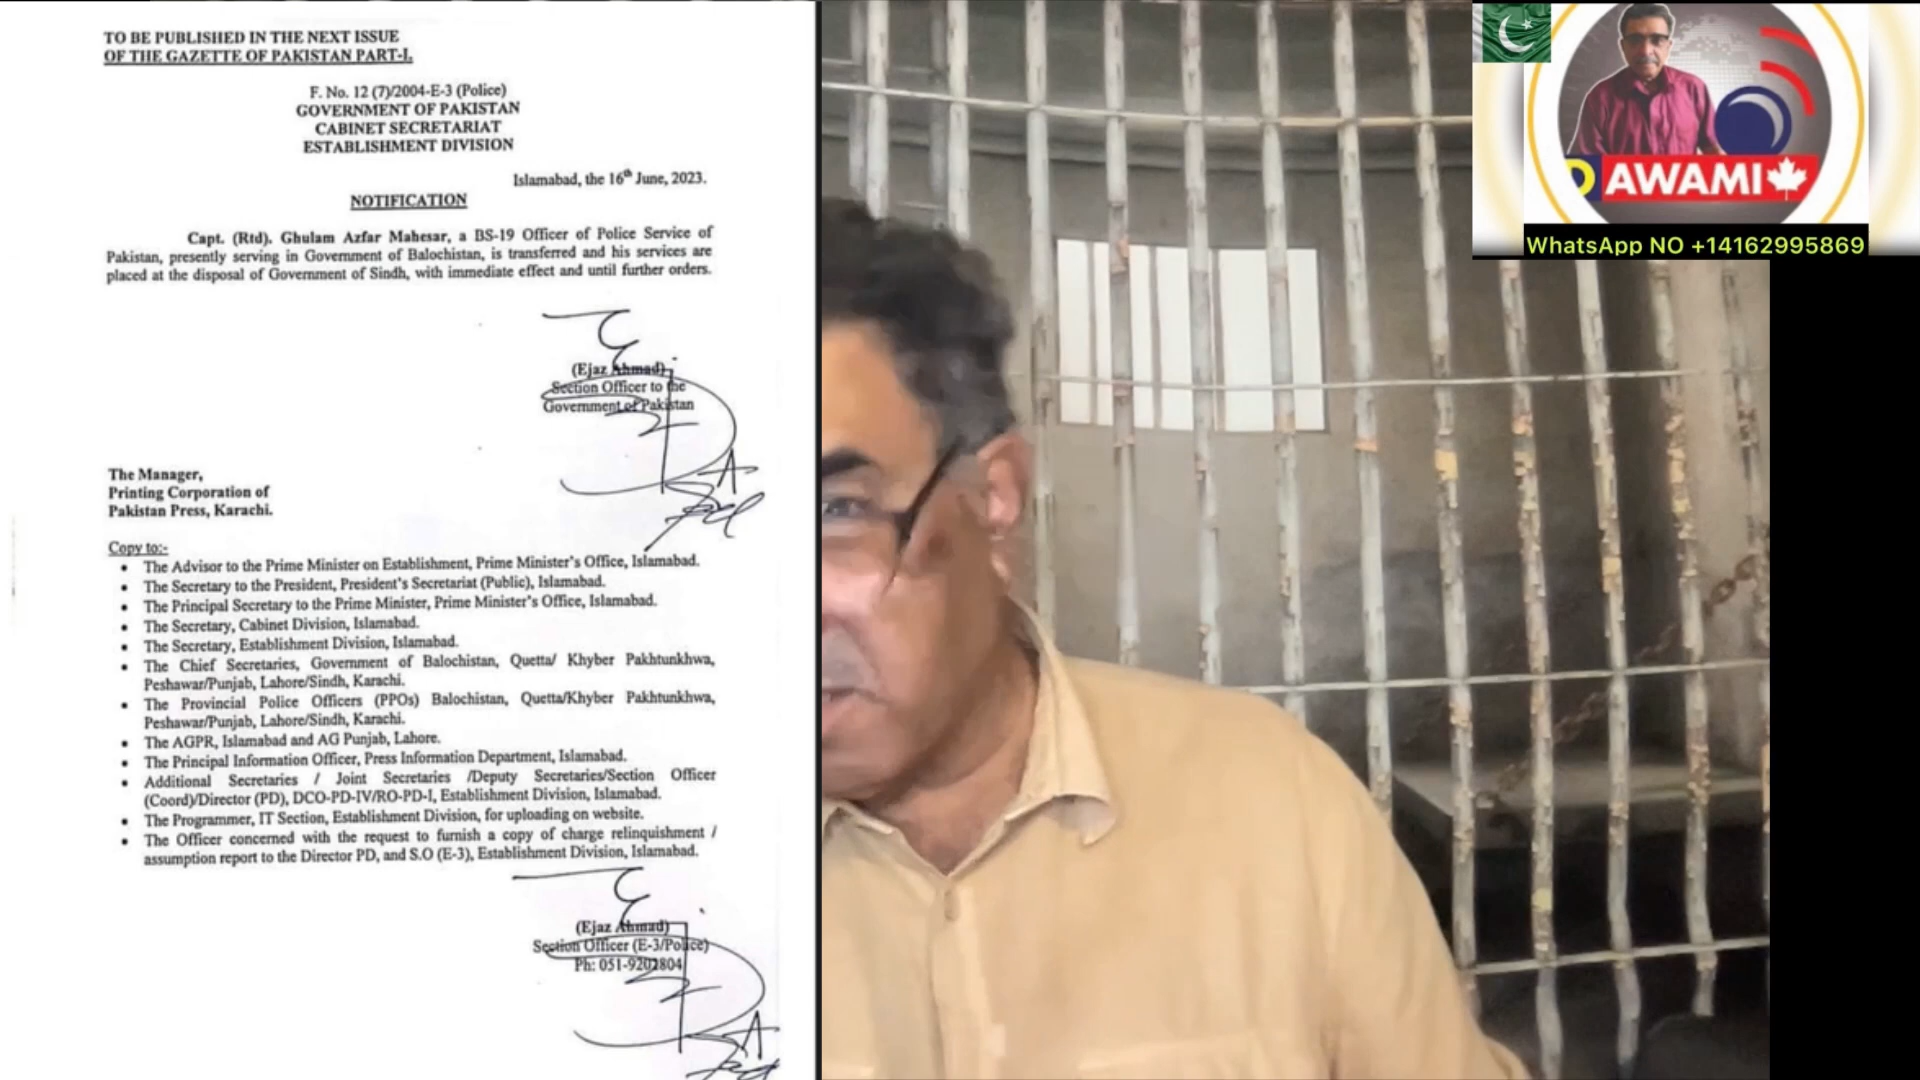 TO BE PUBLISHED IN THE NEXT ISSUE
OF THE GAZETTE OF PAKISTAN PART-I.
F. No. 12 (7)/2004-E-3 (Police)
GOVERNMENT OF PAKISTAN
CABINET SECRETARIAT
ESTABLISHMENT DIVISION
Islamabad, the 16th June, 2023.
NOTIFICATION
Capt. (Rtd). Ghulam Azfar Mahesar, a BS-19 Officer of Police Service of
Pakistan, presently serving in Government of Balochistan, is transferred and his services are
placed at the disposal of Government of Sindh, with immediate effect and until further orders.
(Ejaz Ahmad)
Section Officer to the
Government of Pakistan
The Manager,
Printing Corporation of
Pakistan Press, Karachi.
Copy to:-
• The Advisor to the Prime Minister on Establishment, Prime Minister's Office, Islamabad.
• The Secretary to the President, President's Secretariat (Public), Islamabad.
• The Principal Secretary to the Prime Minister, Prime Minister's Office, Islamabad.
• The Secretary, Cabinet Division, Islamabad.
• The Secretary, Establishment Division, Islamabad.
• The Chief Secretaries, Government of Balochistan, Quetta/ Khyber Pakhtunkhwa,
Peshawar/Punjab, Lahore/Sindh, Karachi.
• The Provincial Police Officers (PPOs) Balochistan, Quetta/Khyber Pakhtunkhwa,
Peshawar/Punjab, Lahore/Sindh, Karachi.
• The AGPR, Islamabad and AG Punjab, Lahore.
• The Principal Information Officer, Press Information Department, Islamabad.
• Additional Secretaries / Joint Secretaries /Deputy Secretaries/Section Officer
(Coord)/Director (PD), DCO-PD-IV/RO-PD-I, Establishment Division, Islamabad.
• The Programmer, IT Section, Establishment Division, for uploading on website.
• The Officer concerned with the request to furnish a copy of charge relinquishment /
assumption report to the Director PD, and S.O (E-3), Establishment Division, Islamabad.
(Ejaz Ahmad)
Section Officer (E-3/Police)
Ph: 051-9202804
AWAMI
WhatsApp NO +14162995869